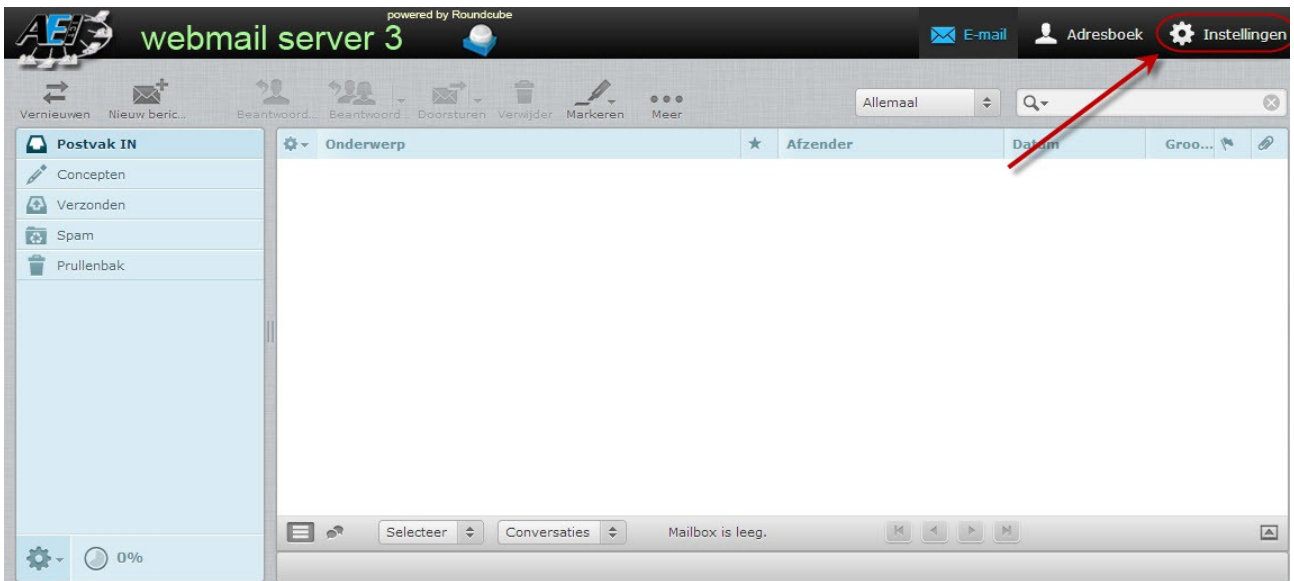 powered by Roundcube
AEI webmail server 3
E-mail Adresboek Instellingen
Vernieuwen Nieuw beric... Beantwoord... Beantwoord... Doorsturen Verwijder Markeren Meer
Allemaal
Postvak IN
Onderwerp Afzender Datum Groo...
Concepten
Verzonden
Spam
Prullenbak
Selecteer Conversaties Mailbox is leeg.
0%